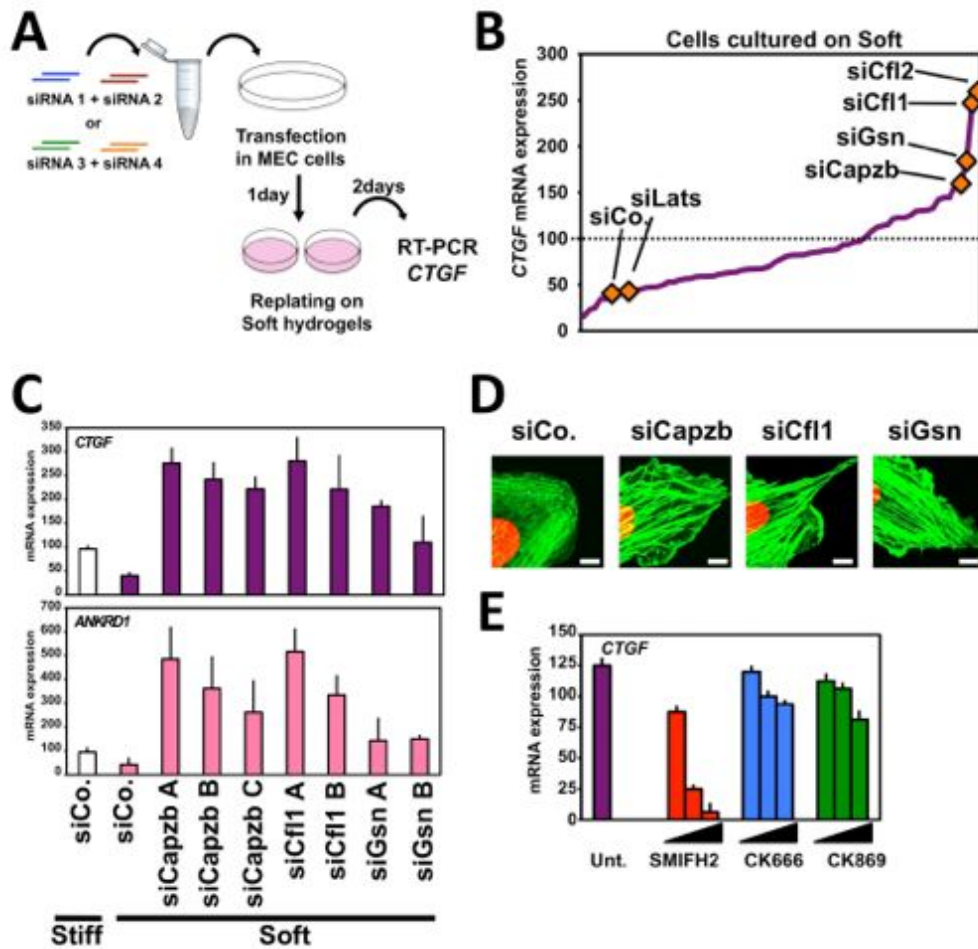 A
siRNA 1 + siRNA 2
or
siRNA 3 + siRNA 4
Transfection
in MEC cells
1day
2days
RT-PCR
CTGF
Replating on
Soft hydrogels
B
Cells cultured on Soft
CTGF mRNA expression
300
250
200
150
100
50
0
siCfl2
siCfl1
siGsn
siCapzb
siLats
siCo.
C
CTGF
mRNA expression
350
300
250
200
150
100
50
0
ANKRD1
mRNA expression
700
600
500
400
300
200
100
0
siCo.
siCo.
siCapzb A
siCapzb B
siCapzb C
siCfl1 A
siCfl1 B
siGsn A
siGsn B
Stiff
Soft
D
siCo.
siCapzb
siCfl1
siGsn
E
CTGF
mRNA expression
150
125
100
75
50
25
0
Unt.
SMIFH2
CK666
CK869